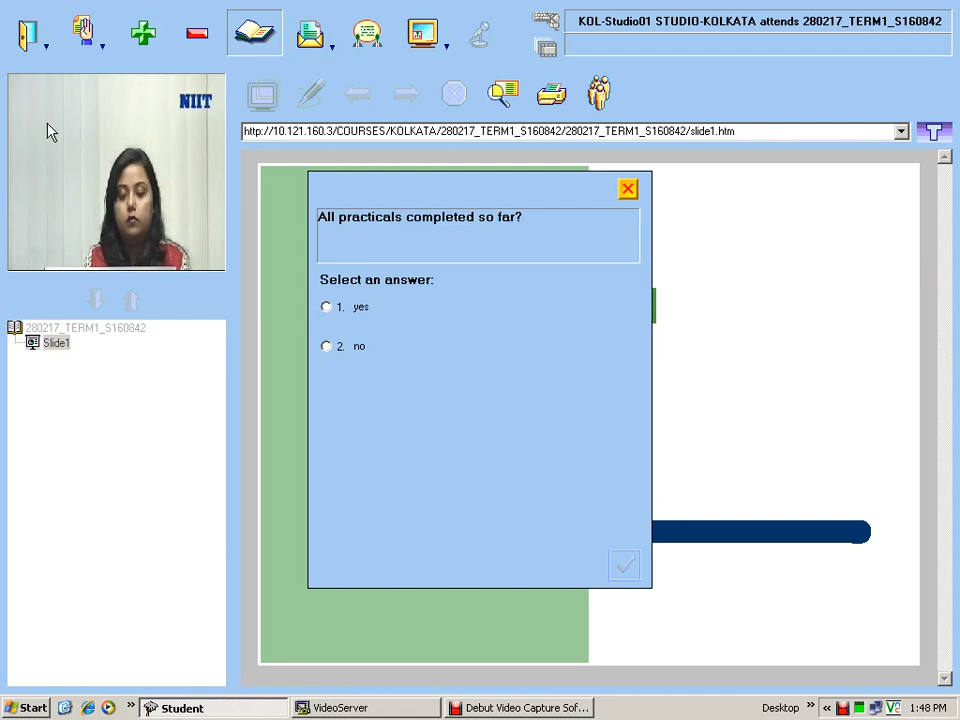 KOL-Studio01 STUDIO-KOLKATA attends 280217_TERM1_S160842
NIIT
http://10.121.160.3/COURSES/KOLKATA/280217_TERM1_S160842/280217_TERM1_S160842/slide1.htm
T
All practicals completed so far?
Select an answer:
1. yes
2. no
280217_TERM1_S160842
Slide1
Start
»
Student
VideoServer
Debut Video Capture Sof...
Desktop » «
1:48 PM